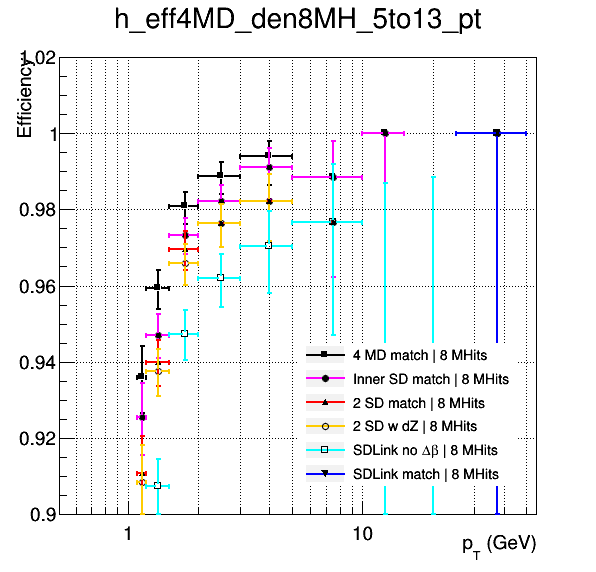 h_eff4MD_den8MH_5to13_pt
Efficiency
1.02
1
0.98
0.96
0.94
0.92
0.9
4 MD match | 8 MHits
Inner SD match | 8 MHits
2 SD match | 8 MHits
2 SD w dZ | 8 MHits
SDLink no Δβ | 8 MHits
SDLink match | 8 MHits
1 10
p_T (GeV)